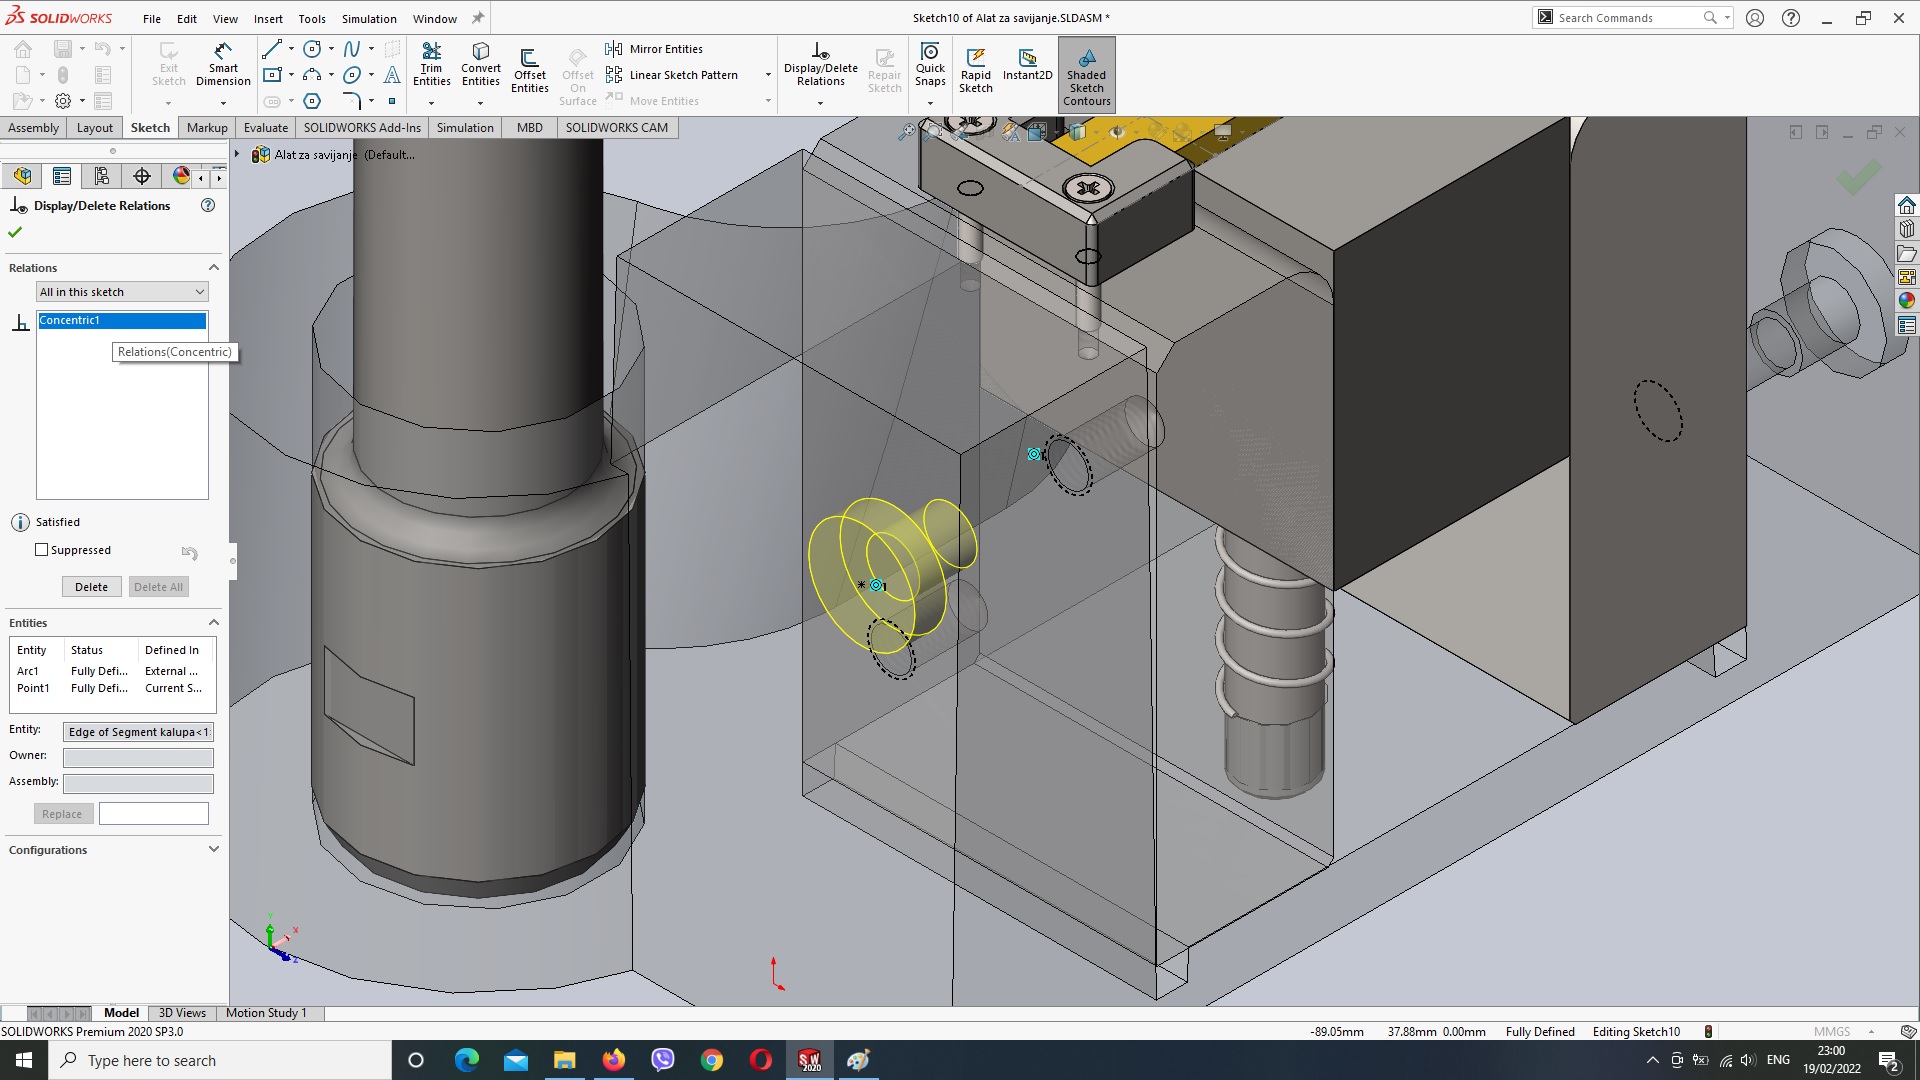 SOLIDWORKS File Edit View Insert Tools Simulation Window
Sketch10 of Alat za savijanje.SLDASM *
Search Commands
Exit Sketch
Smart Dimension
Trim Entities
Convert Entities
Offset Entities
Offset On Surface
Mirror Entities
Linear Sketch Pattern
Move Entities
Display/Delete Relations
Repair Sketch
Quick Snaps
Rapid Sketch
Instant2D
Shaded Sketch Contours
Assembly Layout Sketch Markup Evaluate SOLIDWORKS Add-Ins Simulation MBD SOLIDWORKS CAM
Alat za savijanje (Default...
Display/Delete Relations
Relations
All in this sketch
Concentric1
Relations(Concentric)
Satisfied
Suppressed
Delete Delete All
Entities
Entity Status Defined In
Arc1 Fully Defi... External ...
Point1 Fully Defi... Current S...
Entity: Edge of Segment kalupa<1
Owner:
Assembly:
Replace
Configurations
1
Y
X
Z
Model 3D Views Motion Study 1
SOLIDWORKS Premium 2020 SP3.0
-89.05mm 37.88mm 0.00mm Fully Defined Editing Sketch10 MMGS
Type here to search
SW 2020
ENG
23:00
19/02/2022
2